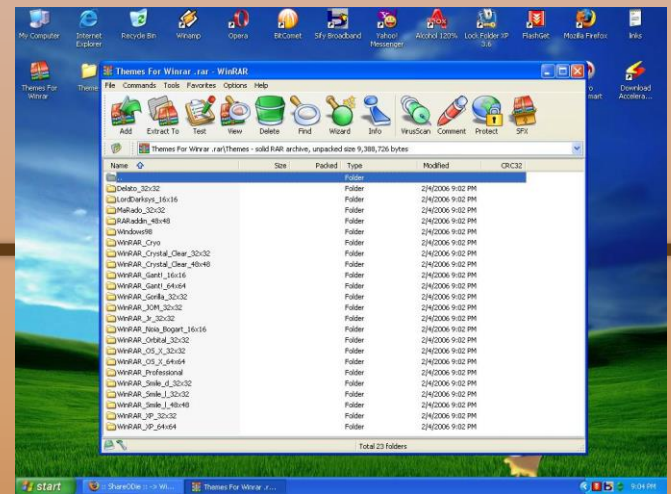 My Computer Internet Explorer Recycle Bin Winamp Opera BitComet Sify Broadband Yahoo! Messenger Alcohol 120% Lock Folder XP 3.6 FlashGet Mozilla Firefox links
Themes For Winrar
Download Accelera...
Themes For Winrar .rar - WinRAR
File Commands Tools Favorites Options Help
Add Extract To Test View Delete Find Wizard Info VirusScan Comment Protect SFX
Themes For Winrar .rar\Themes - solid RAR archive, unpacked size 9,388,726 bytes
Name Size Packed Type Modified CRC32
.. Folder
Delato_32x32 Folder 2/4/2006 9:02 PM
LordDarksys_16x36 Folder 2/4/2006 9:02 PM
MaRado_32x32 Folder 2/4/2006 9:02 PM
RARaddin_48x48 Folder 2/4/2006 9:02 PM
Windows98 Folder 2/4/2006 9:02 PM
WinRAR_Cryo Folder 2/4/2006 9:02 PM
WinRAR_Crystal_Clear_32x32 Folder 2/4/2006 9:02 PM
WinRAR_Crystal_Clear_48x48 Folder 2/4/2006 9:02 PM
WinRAR_Gant!_16x16 Folder 2/4/2006 9:02 PM
WinRAR_Gant!_64x64 Folder 2/4/2006 9:02 PM
WinRAR_Gorilla_32x32 Folder 2/4/2006 9:02 PM
WinRAR_JOM_32x32 Folder 2/4/2006 9:02 PM
WinRAR_Jr_32x32 Folder 2/4/2006 9:02 PM
WinRAR_Noia_Bogart_16x16 Folder 2/4/2006 9:02 PM
WinRAR_Orbital_32x32 Folder 2/4/2006 9:02 PM
WinRAR_OS_X_32x32 Folder 2/4/2006 9:02 PM
WinRAR_OS_X_64x64 Folder 2/4/2006 9:02 PM
WinRAR_Professional Folder 2/4/2006 9:02 PM
WinRAR_Smile_d_32x32 Folder 2/4/2006 9:02 PM
WinRAR_Smile_J_32x32 Folder 2/4/2006 9:02 PM
WinRAR_Smile_J_48x48 Folder 2/4/2006 9:02 PM
WinRAR_XP_32x32 Folder 2/4/2006 9:02 PM
WinRAR_XP_64x64 Folder 2/4/2006 9:02 PM
Total 23 folders
start :: ShareODie :: -> Wi... Themes For Winrar .r... 9:04 PM